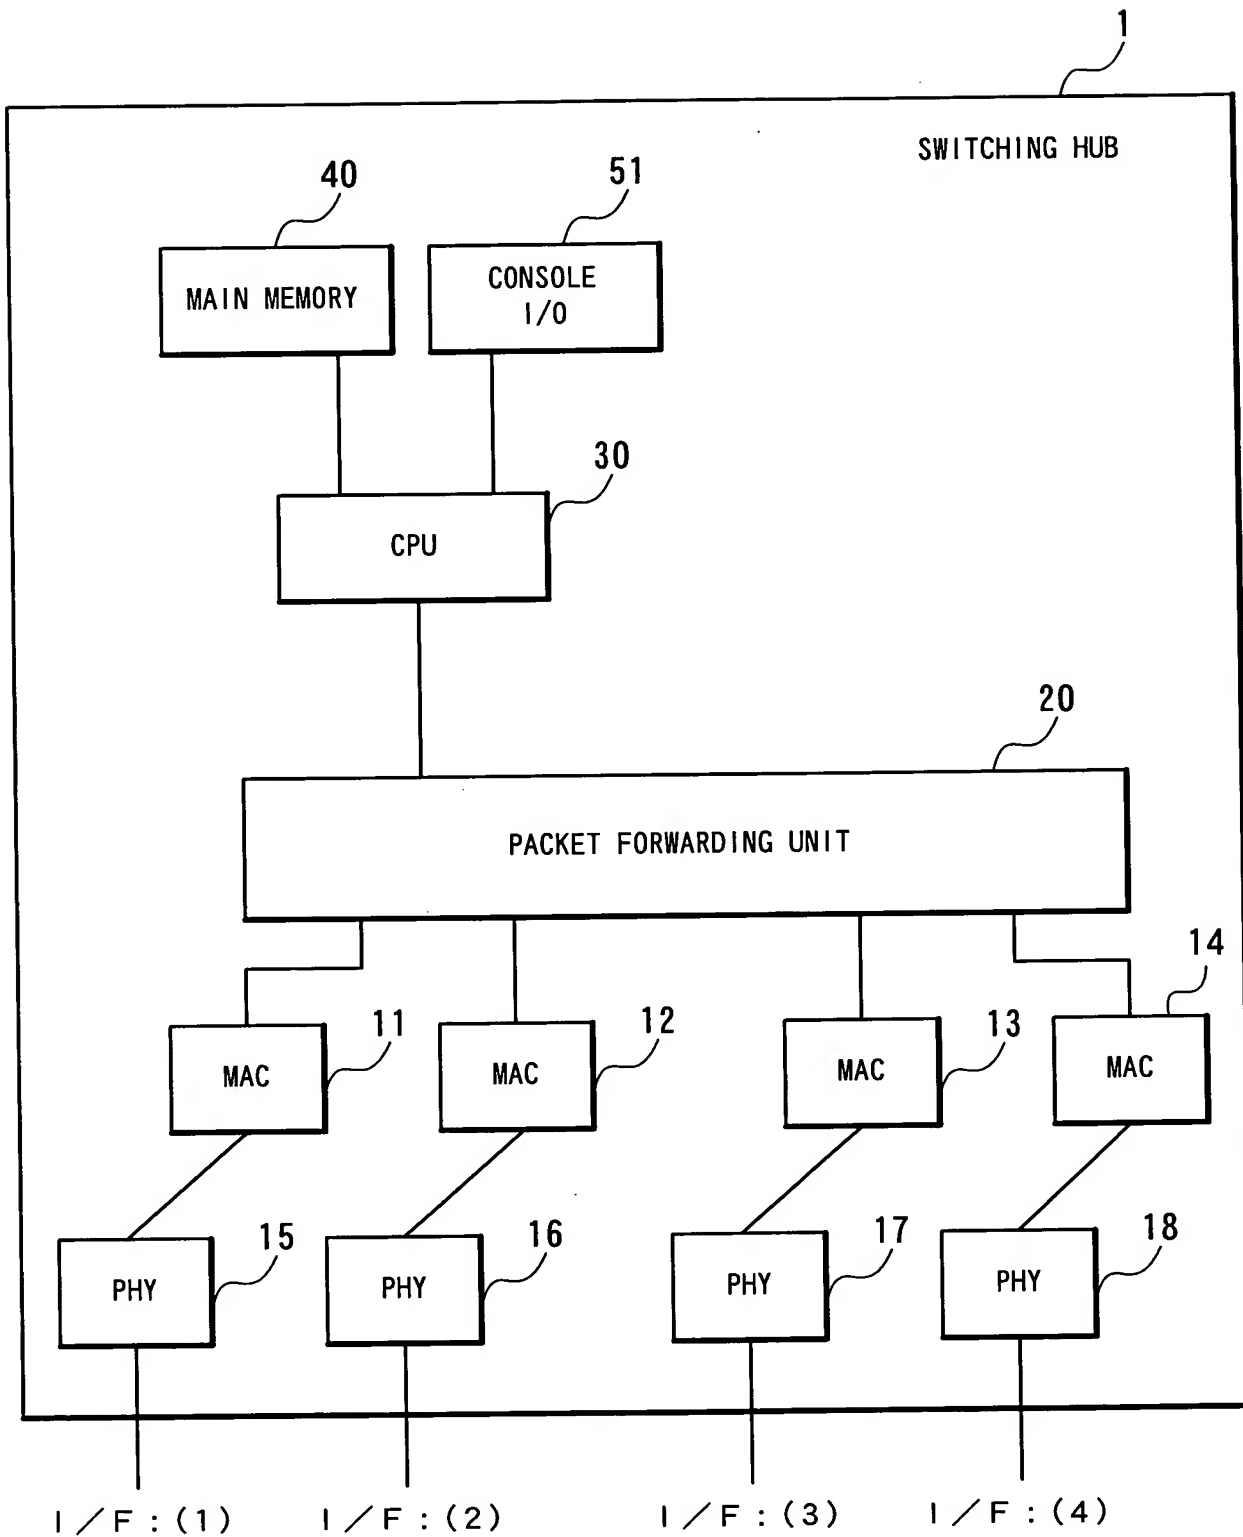 1
SWITCHING HUB
40
51
MAIN MEMORY
CONSOLE
I/O
30
CPU
20
PACKET FORWARDING UNIT
11
12
13
14
MAC
MAC
MAC
MAC
15
16
17
18
PHY
PHY
PHY
PHY
I/F:(1)
I/F:(2)
I/F:(3)
I/F:(4)